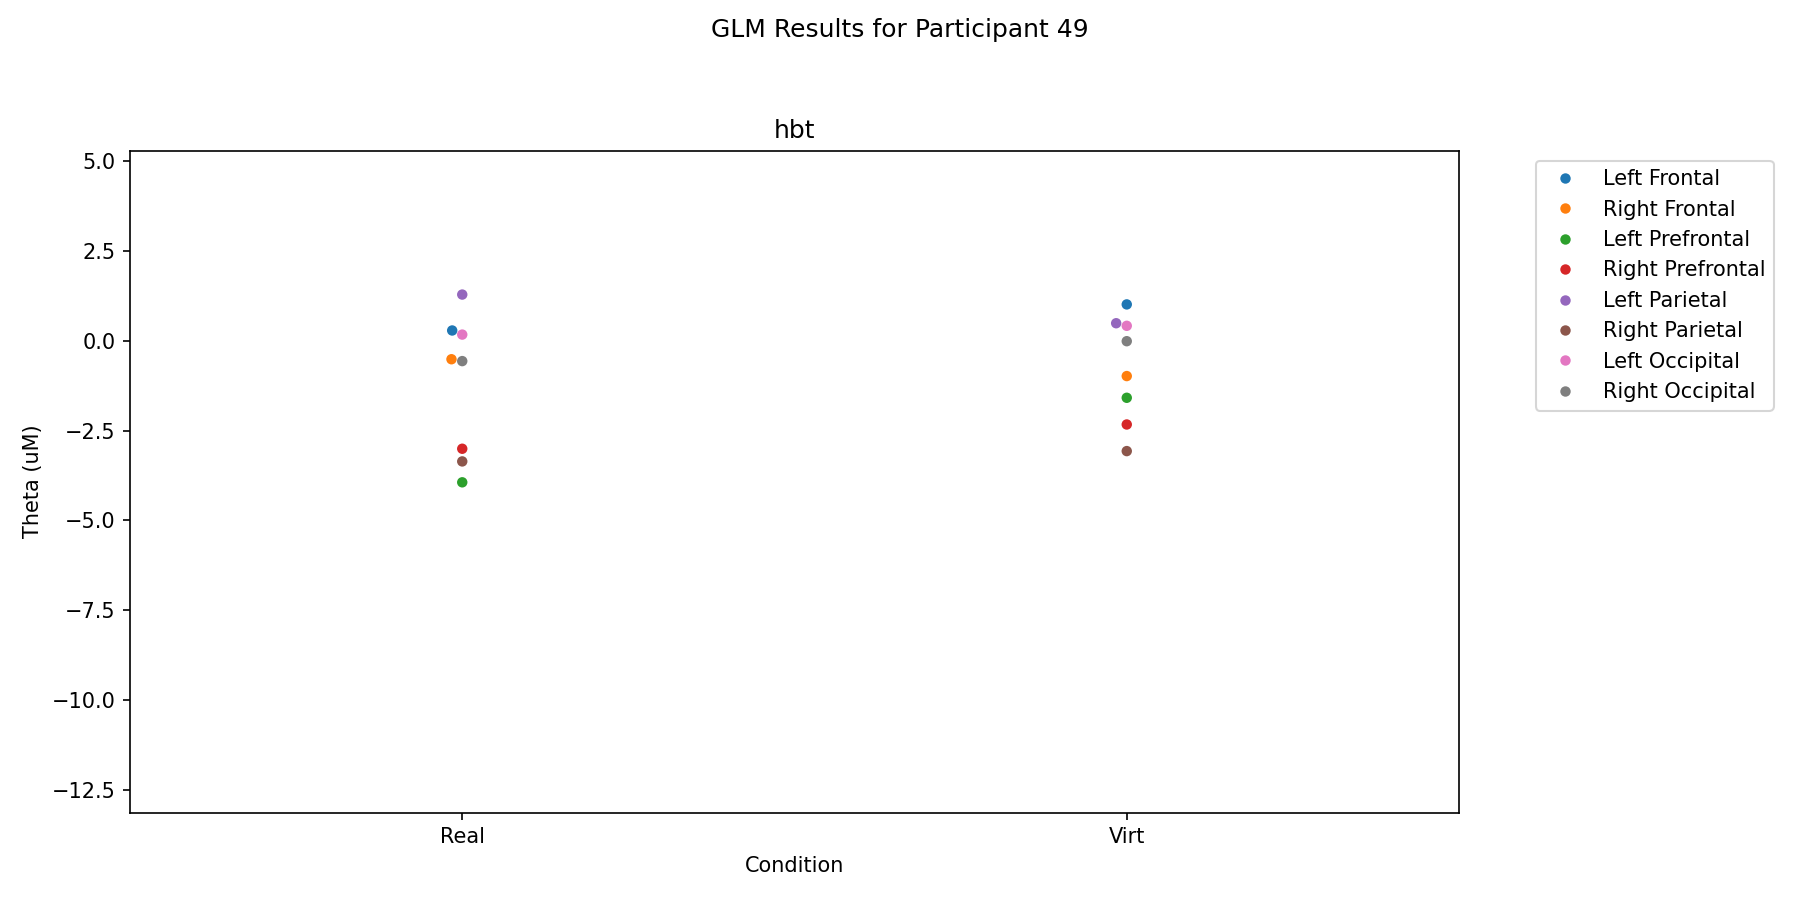 GLM Results for Participant 49
hbt
5.0
2.5
0.0
−2.5
−5.0
−7.5
−10.0
−12.5
Theta (uM)
Real
Virt
Condition
Left Frontal
Right Frontal
Left Prefrontal
Right Prefrontal
Left Parietal
Right Parietal
Left Occipital
Right Occipital